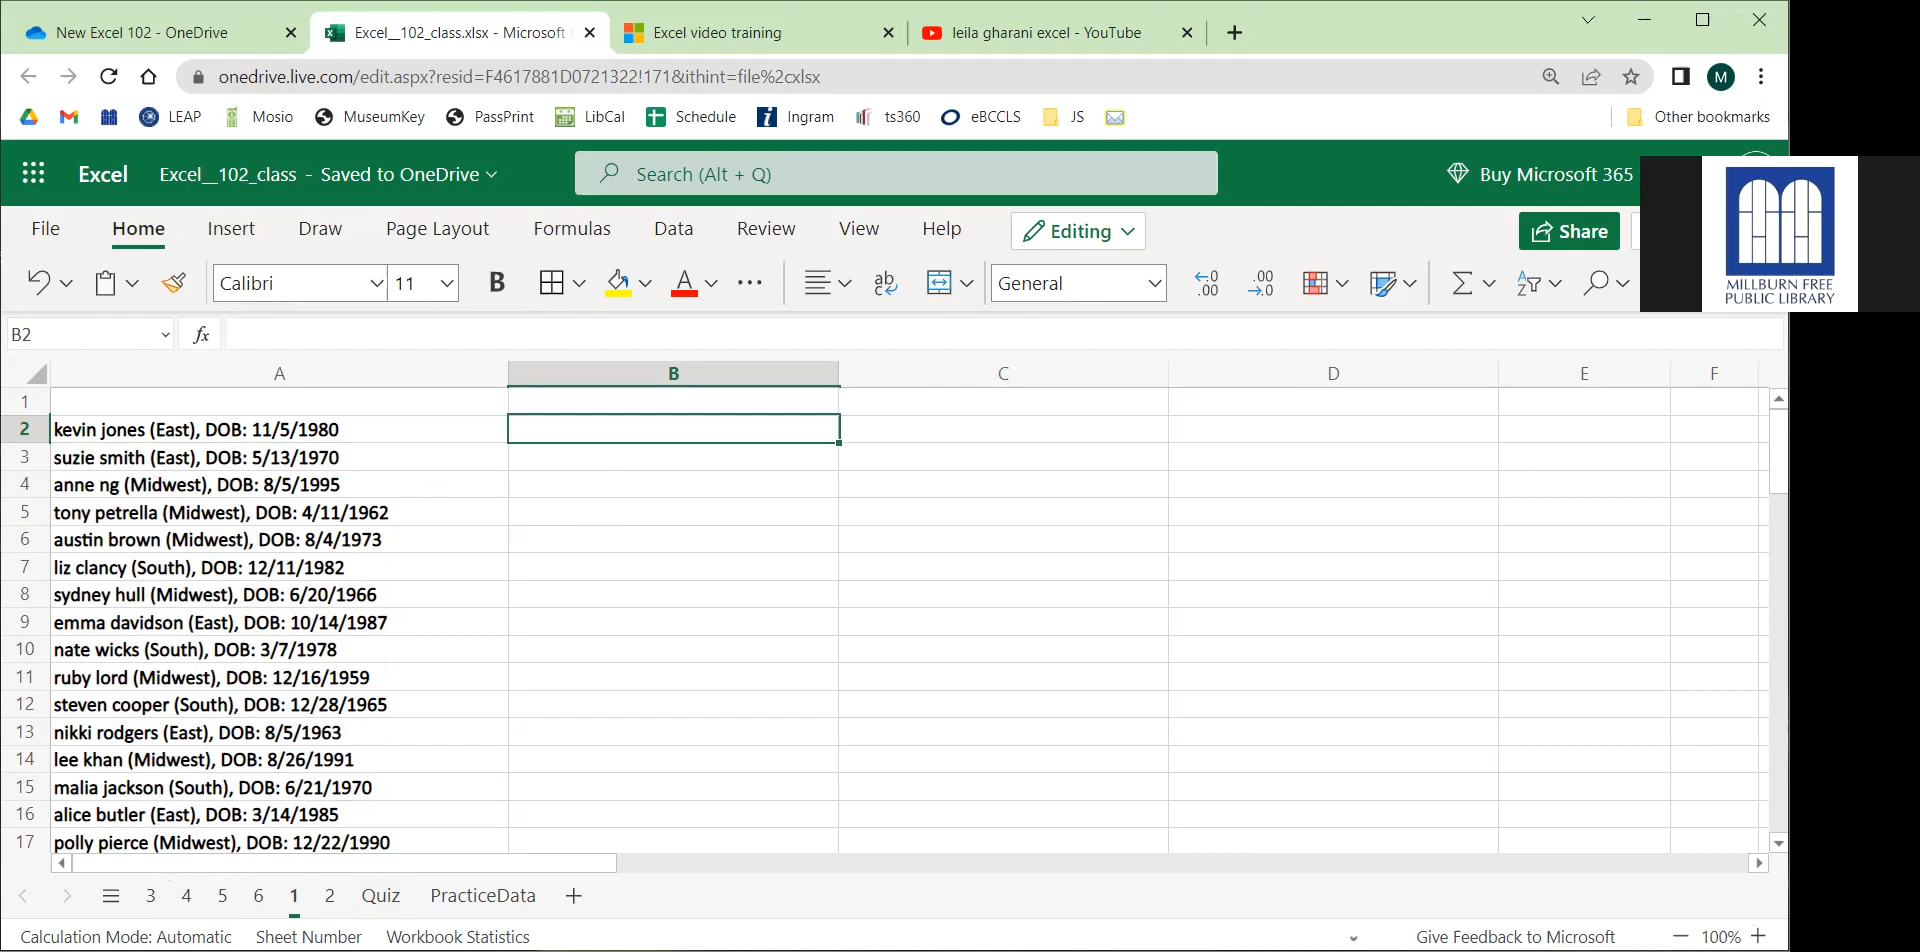 New Excel 102 - OneDrive
Excel__102_class.xlsx - Microsoft
Excel video training
leila gharani excel - YouTube
onedrive.live.com/edit.aspx?resid=F4617881D0721322!171&ithint=file%2cxlsx
M
LEAP
Mosio
MuseumKey
PassPrint
LibCal
Schedule
Ingram
ts360
eBCCLS
JS
Other bookmarks
Excel
Excel__102_class - Saved to OneDrive
Search (Alt + Q)
Buy Microsoft 365
MILLBURN FREE
PUBLIC LIBRARY
File
Home
Insert
Draw
Page Layout
Formulas
Data
Review
View
Help
Editing
Share
Calibri
11
B
A
ab
General
.00
.00
B2
fx
A B C D E F
1
2 kevin jones (East), DOB: 11/5/1980
3 suzie smith (East), DOB: 5/13/1970
4 anne ng (Midwest), DOB: 8/5/1995
5 tony petrella (Midwest), DOB: 4/11/1962
6 austin brown (Midwest), DOB: 8/4/1973
7 liz clancy (South), DOB: 12/11/1982
8 sydney hull (Midwest), DOB: 6/20/1966
9 emma davidson (East), DOB: 10/14/1987
10 nate wicks (South), DOB: 3/7/1978
11 ruby lord (Midwest), DOB: 12/16/1959
12 steven cooper (South), DOB: 12/28/1965
13 nikki rodgers (East), DOB: 8/5/1963
14 lee khan (Midwest), DOB: 8/26/1991
15 malia jackson (South), DOB: 6/21/1970
16 alice butler (East), DOB: 3/14/1985
17 polly pierce (Midwest), DOB: 12/22/1990
3 4 5 6 1 2 Quiz PracticeData
Calculation Mode: Automatic
Sheet Number
Workbook Statistics
Give Feedback to Microsoft
100%